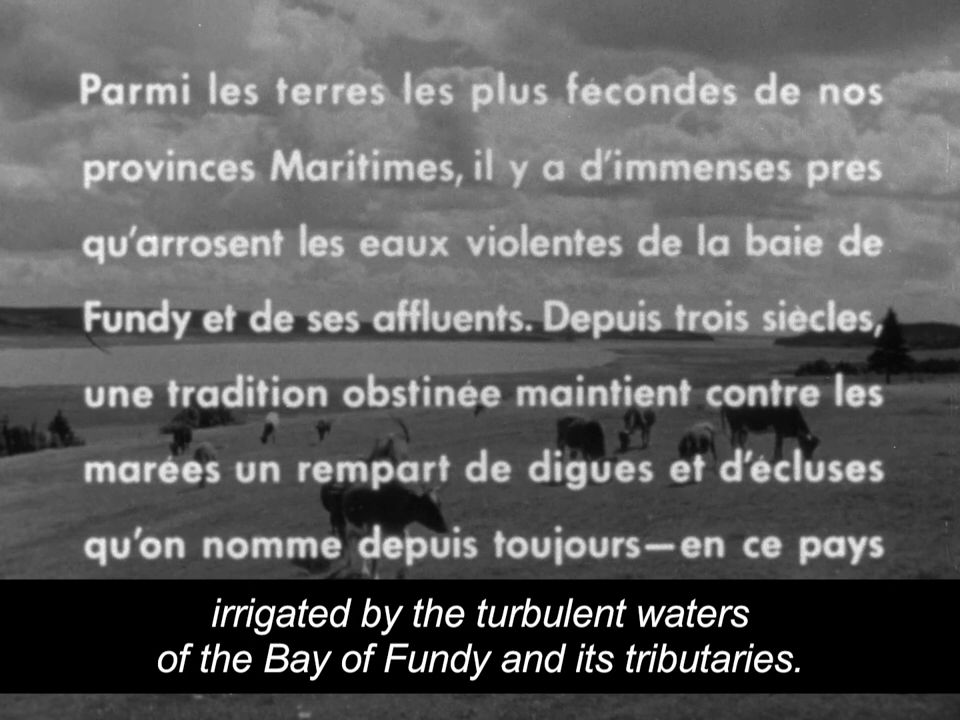 Parmi les terres les plus fécondes de nos
provinces Maritimes, il y a d'immenses pres
qu'arrosent les eaux violentes de la baie de
Fundy et de ses affluents. Depuis trois siècles,
une tradition obstinée maintient contre les
marées un rempart de digues et d'écluses
qu'on nomme depuis toujours—en ce pays
irrigated by the turbulent waters
of the Bay of Fundy and its tributaries.